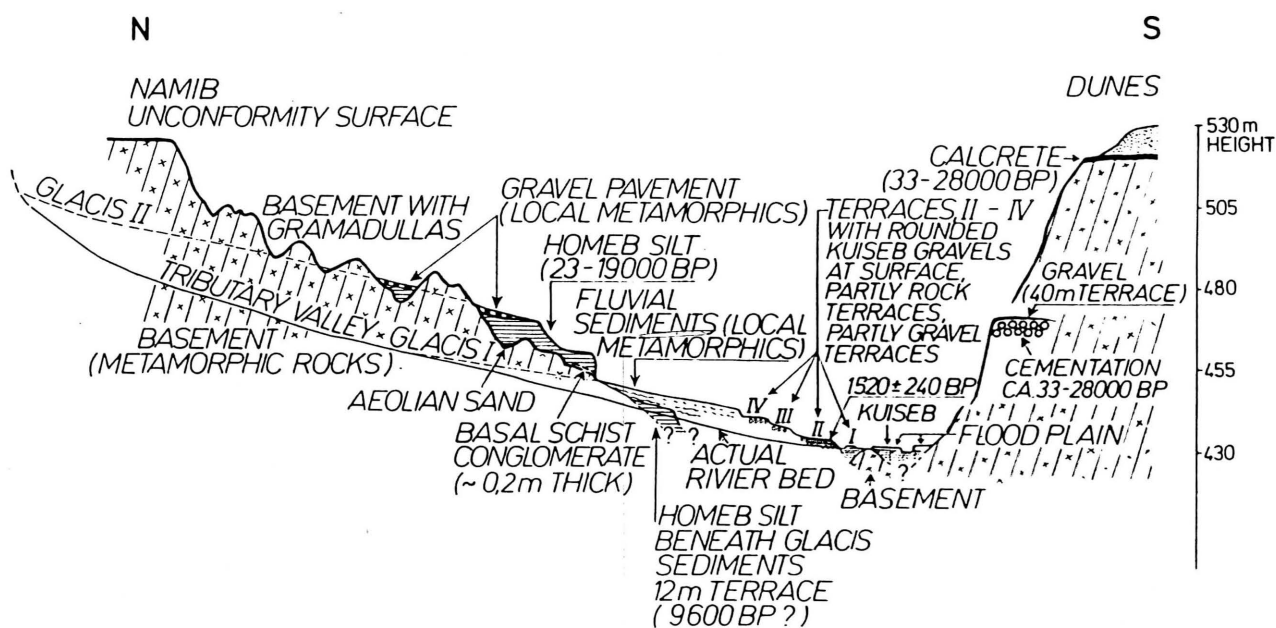 N
S
NAMIB
UNCONFORMITY SURFACE
DUNES
530 m
HEIGHT
CALCRETE
(33-28000 BP)
GLACIS II
BASEMENT WITH
GRAMADULLAS
GRAVEL PAVEMENT
(LOCAL METAMORPHICS)
HOMEB SILT
(23-19000 BP)
TERRACES, II - IV
WITH ROUNDED
KUISEB GRAVELS
AT SURFACE,
PARTLY ROCK
TERRACES,
PARTLY GRAVEL
TERRACES
505
GRAVEL
(40m TERRACE)
480
TRIBUTARY VALLEY-GLACIS I
FLUVIAL
SEDIMENTS (LOCAL
METAMORPHICS)
BASEMENT
(METAMORPHIC ROCKS)
CEMENTATION
CA.33-28000 BP
455
AEOLIAN SAND
1520±240 BP
KUISEB
IV
III
II
I
FLOOD PLAIN
BASAL SCHIST
CONGLOMERATE
(~ 0,2m THICK)
? ?
?
430
ACTUAL
RIVIER BED
BASEMENT
HOMEB SILT
BENEATH GLACIS
SEDIMENTS
12m TERRACE
( 9600 BP ? )